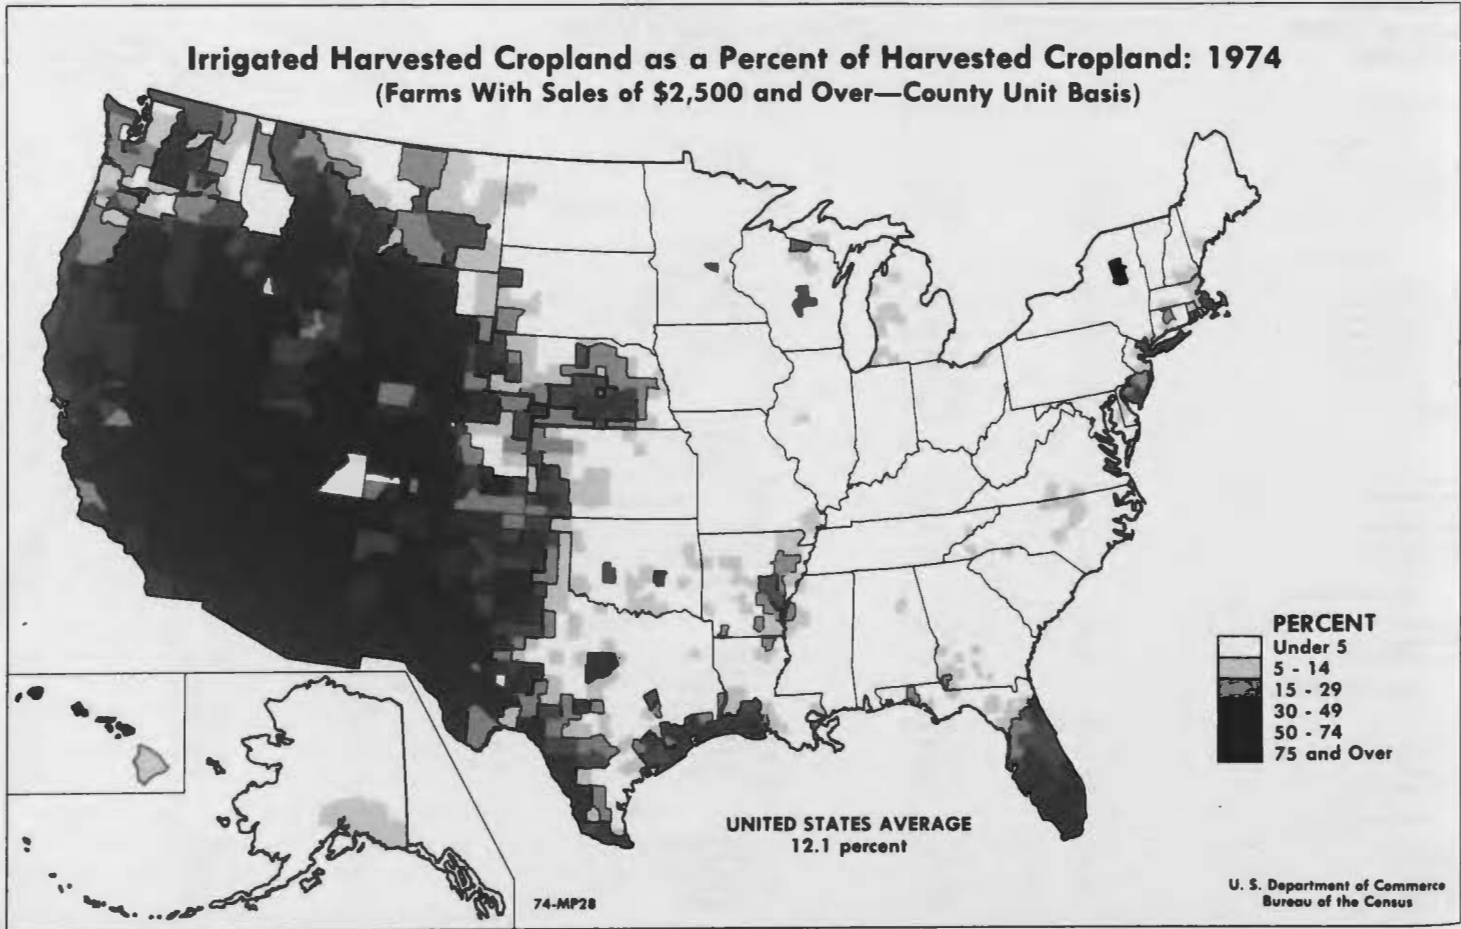 Irrigated Harvested Cropland as a Percent of Harvested Cropland: 1974
(Farms With Sales of $2,500 and Over—County Unit Basis)
PERCENT
Under 5
5 - 14
15 - 29
30 - 49
50 - 74
75 and Over
UNITED STATES AVERAGE
12.1 percent
74-MP28
U. S. Department of Commerce
Bureau of the Census